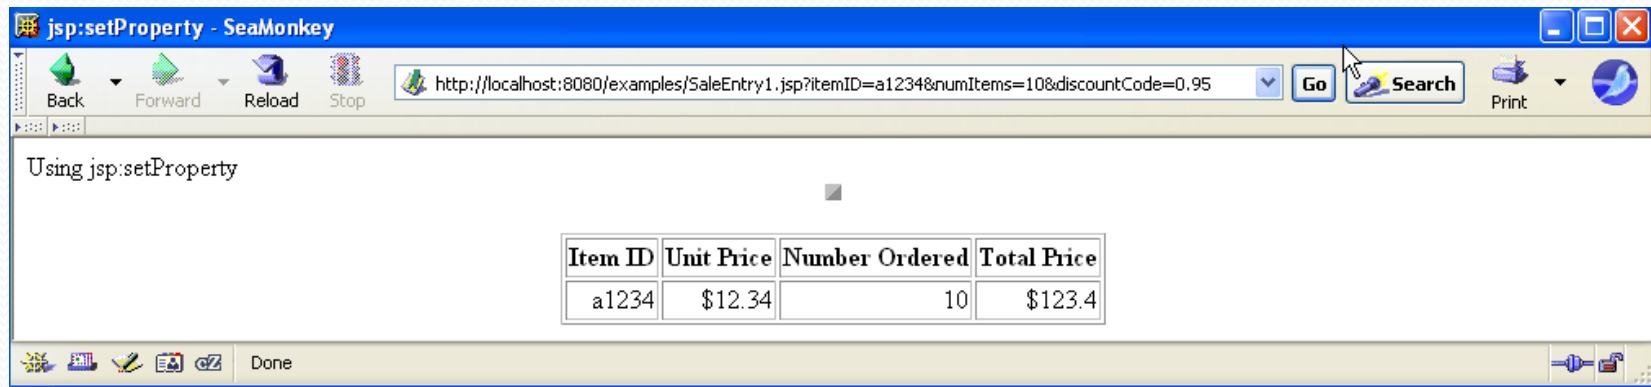 jsp:setProperty - SeaMonkey
Back Forward Reload Stop http://localhost:8080/examples/SaleEntry1.jsp?itemID=a1234&numItems=10&discountCode=0.95 Go Search Print
Using jsp:setProperty
Item ID Unit Price Number Ordered Total Price
a1234 $12.34 10 $123.4
cZ Done